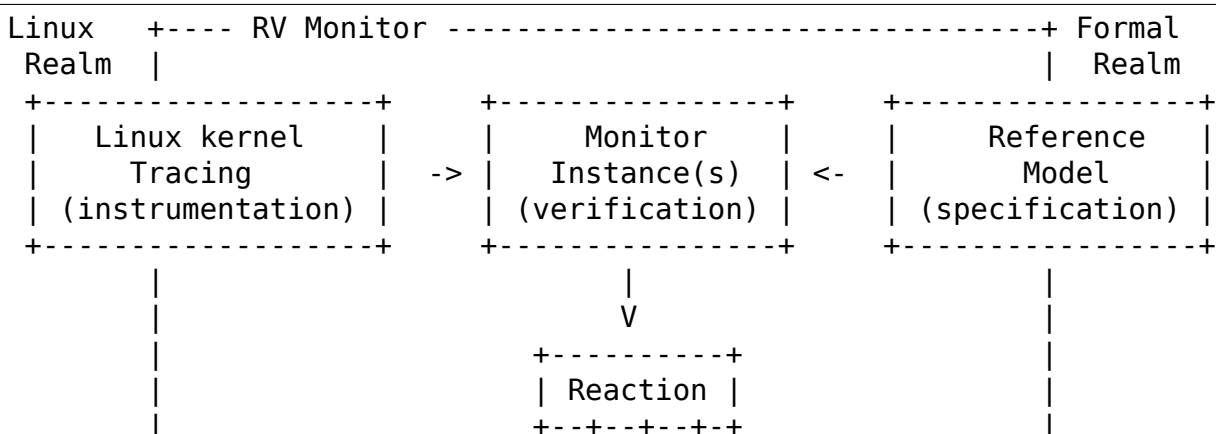 Linux   +---- RV Monitor ----------------------------------+ Formal
 Realm  |                                                  |  Realm
 +-------------------+     +----------------+     +-----------------+
 |   Linux kernel    |     |     Monitor    |     |     Reference   |
 |     Tracing       |  -> |   Instance(s)  | <-  |       Model     |
 | (instrumentation) |     | (verification) |     | (specification) |
 +-------------------+     +----------------+     +-----------------+
        |                          |                       |
        |                          V                       |
        |                     +----------+                 |
        |                     | Reaction |                 |
        |                     +--+--+--+-+                 |